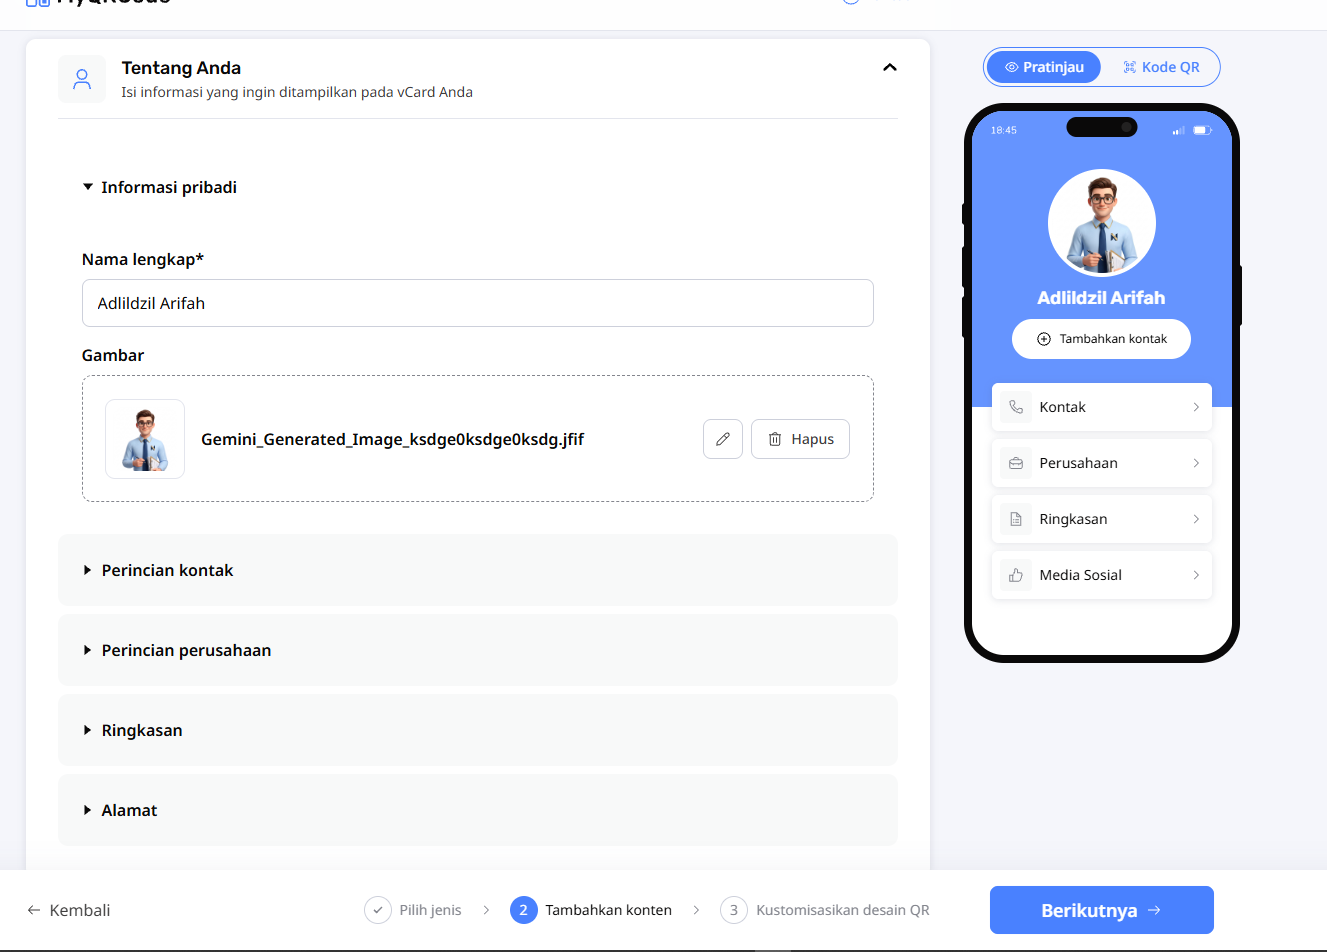 Tentang Anda
Isi informasi yang ingin ditampilkan pada vCard Anda
Informasi pribadi
Nama lengkap*
Adlildzil Arifah
Gambar
Gemini_Generated_Image_ksdge0ksdge0ksdg.jfif
Hapus
Perincian kontak
Perincian perusahaan
Ringkasan
Alamat
Pratinjau
Kode QR
18:45
Adlildzil Arifah
Tambahkan kontak
Kontak
Perusahaan
Ringkasan
Media Sosial
Kembali
Pilih jenis
2 Tambahkan konten
3 Kustomisasikan desain QR
Berikutnya